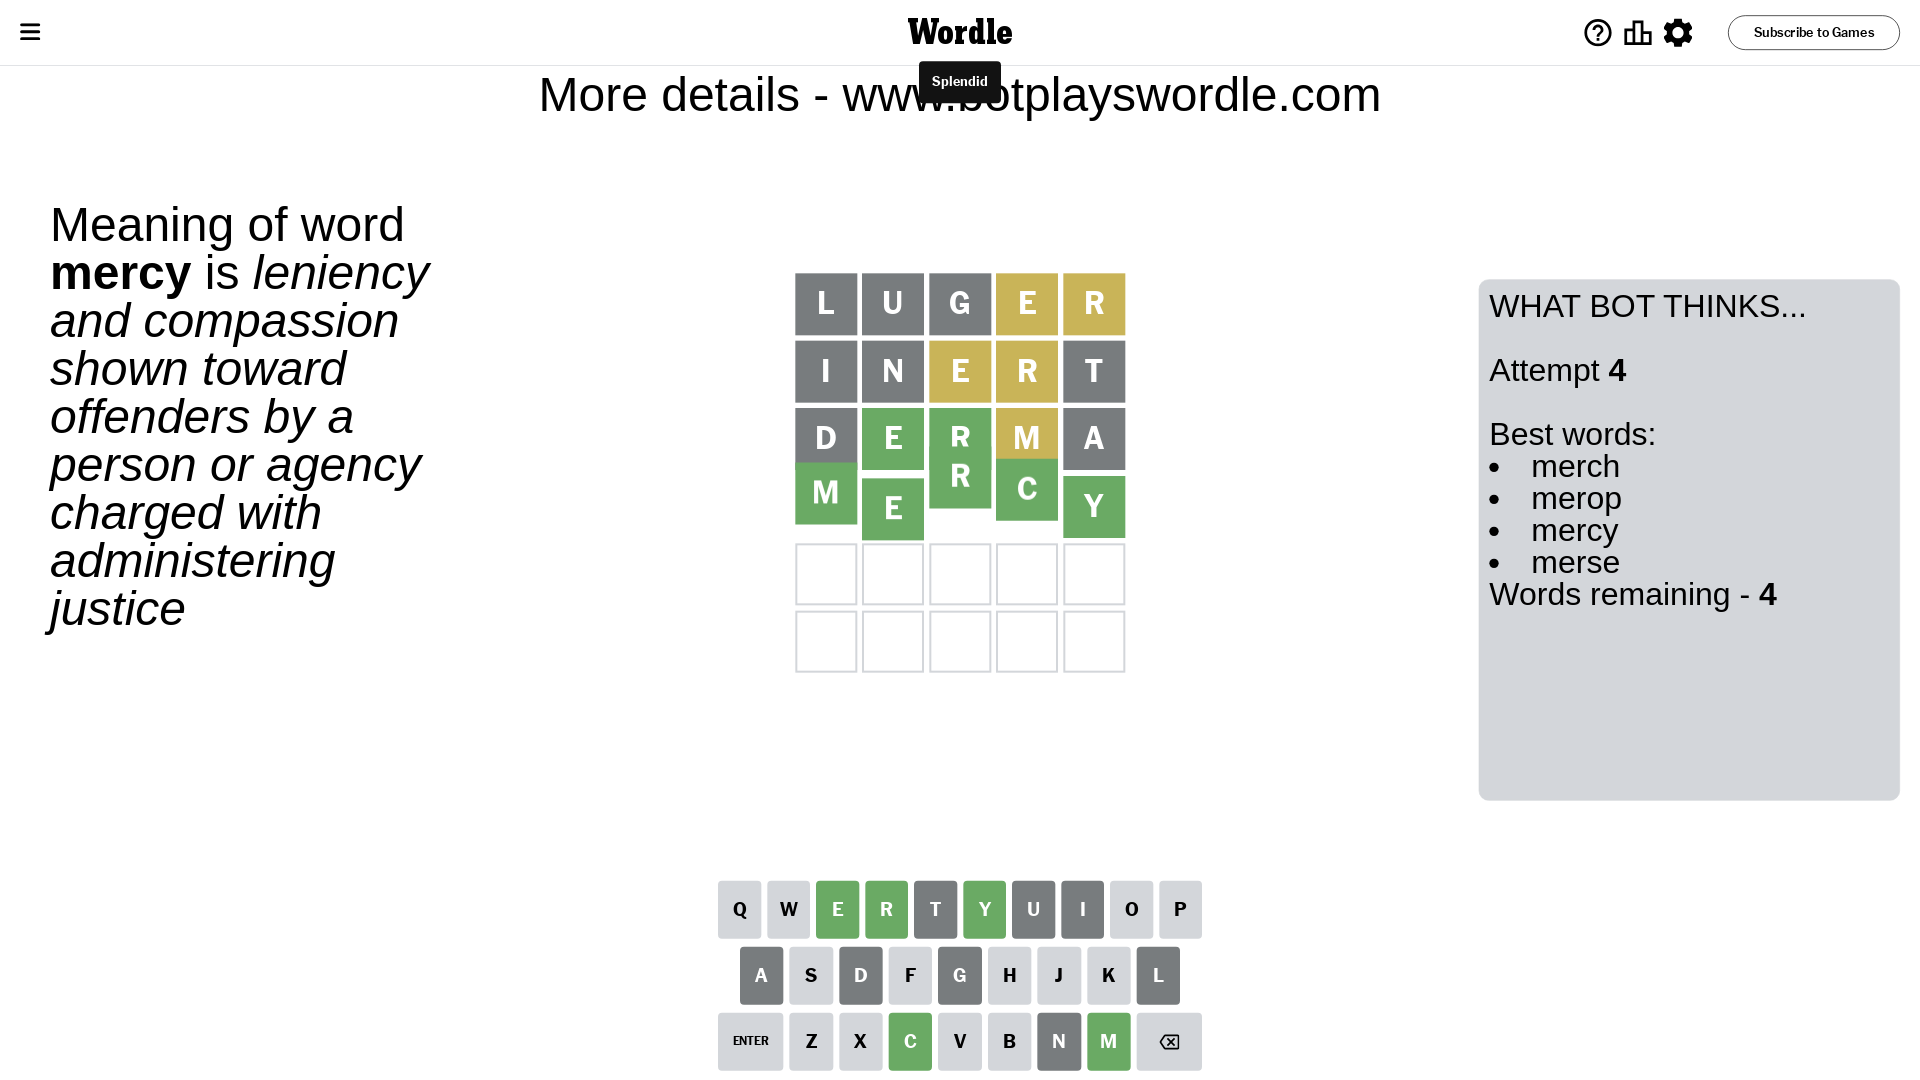 Wordle
Subscribe to Games
Splendid
More details - www.botplayswordle.com
Meaning of word
mercy is leniency
and compassion
shown toward
offenders by a
person or agency
charged with
administering
justice
L U G E R
I N E R T
D E R M A
M E R C Y
WHAT BOT THINKS...
Attempt 4
Best words:
• merch
• merop
• mercy
• merse
Words remaining - 4
Q W E R T Y U I O P
A S D F G H J K L
ENTER Z X C V B N M